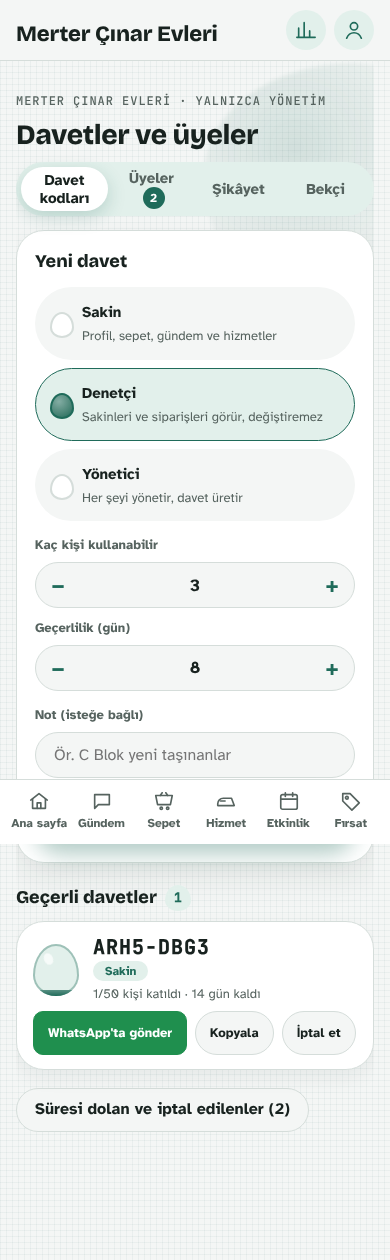 Merter Çınar Evleri
MERTER ÇINAR EVLERİ · YALNIZCA YÖNETİM
Davetler ve üyeler
Davet
kodları
Üyeler
2
Şikâyet
Bekçi
Yeni davet
Sakin
Profil, sepet, gündem ve hizmetler
Denetçi
Sakinleri ve siparişleri görür, değiştiremez
Yönetici
Her şeyi yönetir, davet üretir
Kaç kişi kullanabilir
− 3 +
Geçerlilik (gün)
− 8 +
Not (isteğe bağlı)
Ör. C Blok yeni taşınanlar
Ana sayfa Gündem Sepet Hizmet Etkinlik Fırsat
Geçerli davetler 1
ARH5-DBG3
Sakin
1/50 kişi katıldı · 14 gün kaldı
WhatsApp'ta gönder Kopyala İptal et
Süresi dolan ve iptal edilenler (2)